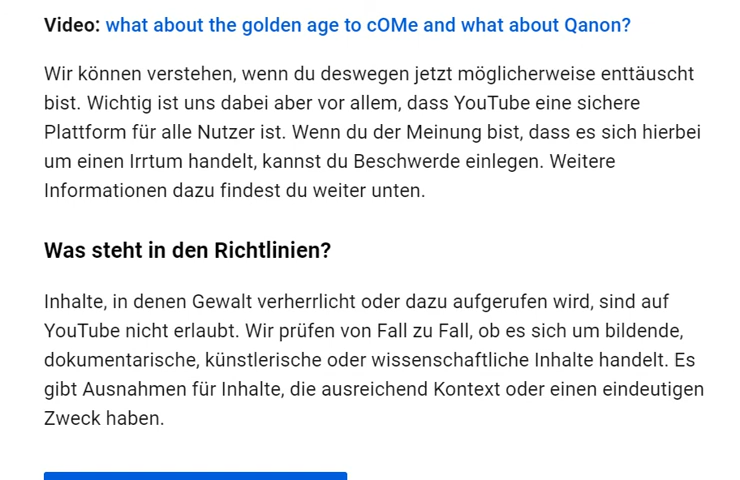 Video: what about the golden age to cOMe and what about Qanon?
Wir können verstehen, wenn du deswegen jetzt möglicherweise enttäuscht
bist. Wichtig ist uns dabei aber vor allem, dass YouTube eine sichere
Plattform für alle Nutzer ist. Wenn du der Meinung bist, dass es sich hierbei
um einen Irrtum handelt, kannst du Beschwerde einlegen. Weitere
Informationen dazu findest du weiter unten.
Was steht in den Richtlinien?
Inhalte, in denen Gewalt verherrlicht oder dazu aufgerufen wird, sind auf
YouTube nicht erlaubt. Wir prüfen von Fall zu Fall, ob es sich um bildende,
dokumentarische, künstlerische oder wissenschaftliche Inhalte handelt. Es
gibt Ausnahmen für Inhalte, die ausreichend Kontext oder einen eindeutigen
Zweck haben.